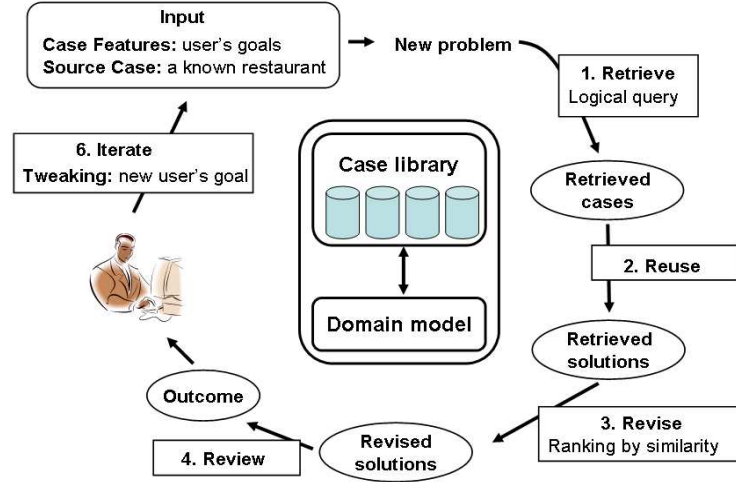 Input
Case Features: user's goals
Source Case: a known restaurant
New problem
1. Retrieve
Logical query
Retrieved
cases
2. Reuse
Retrieved
solutions
3. Revise
Ranking by similarity
Revised
solutions
4. Review
Outcome
6. Iterate
Tweaking: new user's goal
Case library
Domain model